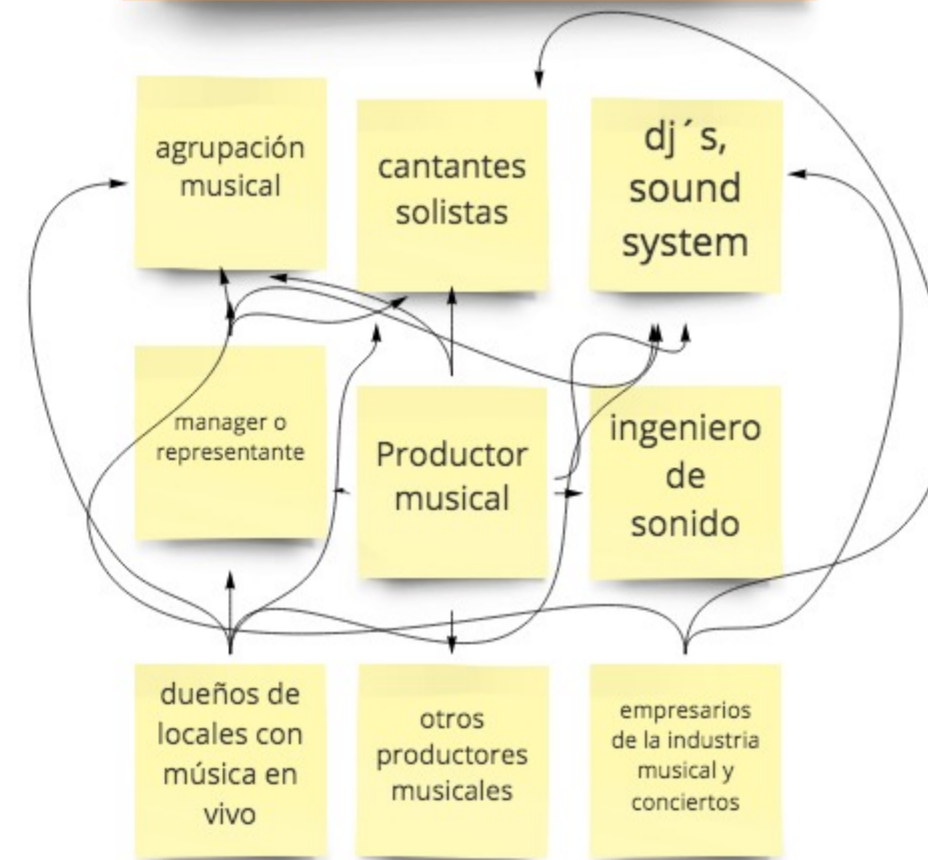 agrupación
musical
cantantes
solistas
dj´s,
sound
system
manager o
representante
Productor
musical
ingeniero
de
sonido
dueños de
locales con
música en
vivo
otros
productores
musicales
empresarios
de la industria
musical y
conciertos